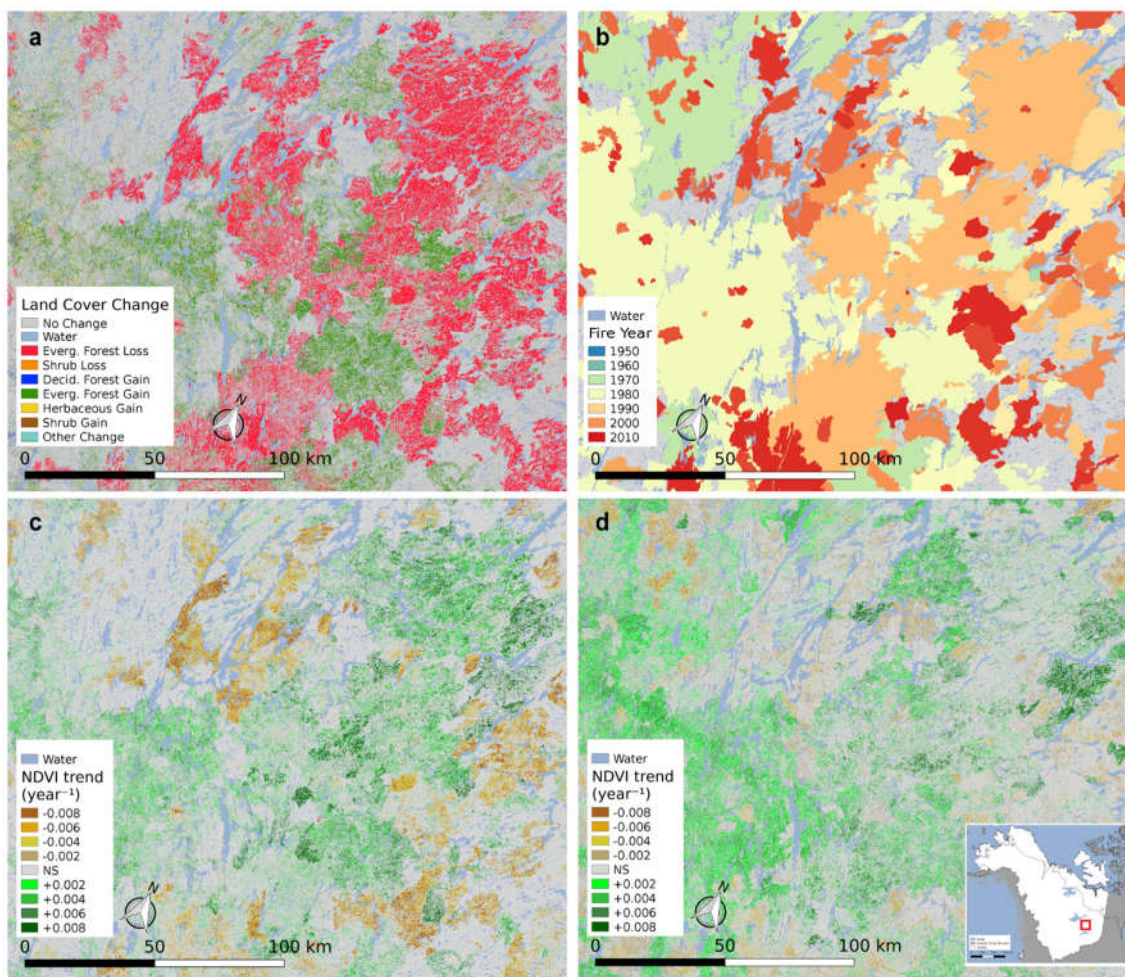 a
Land Cover Change
No Change
Water
Everg. Forest Loss
Shrub Loss
Decid. Forest Gain
Everg. Forest Gain
Herbaceous Gain
Shrub Gain
Other Change
N
0 50 100 km
b
Water
Fire Year
1950
1960
1970
1980
1990
2000
2010
N
0 50 100 km
c
Water
NDVI trend
(year⁻¹)
-0.008
-0.006
-0.004
-0.002
NS
+0.002
+0.004
+0.006
+0.008
N
0 50 100 km
d
Water
NDVI trend
(year⁻¹)
-0.008
-0.006
-0.004
-0.002
NS
+0.002
+0.004
+0.006
+0.008
N
0 50 100 km